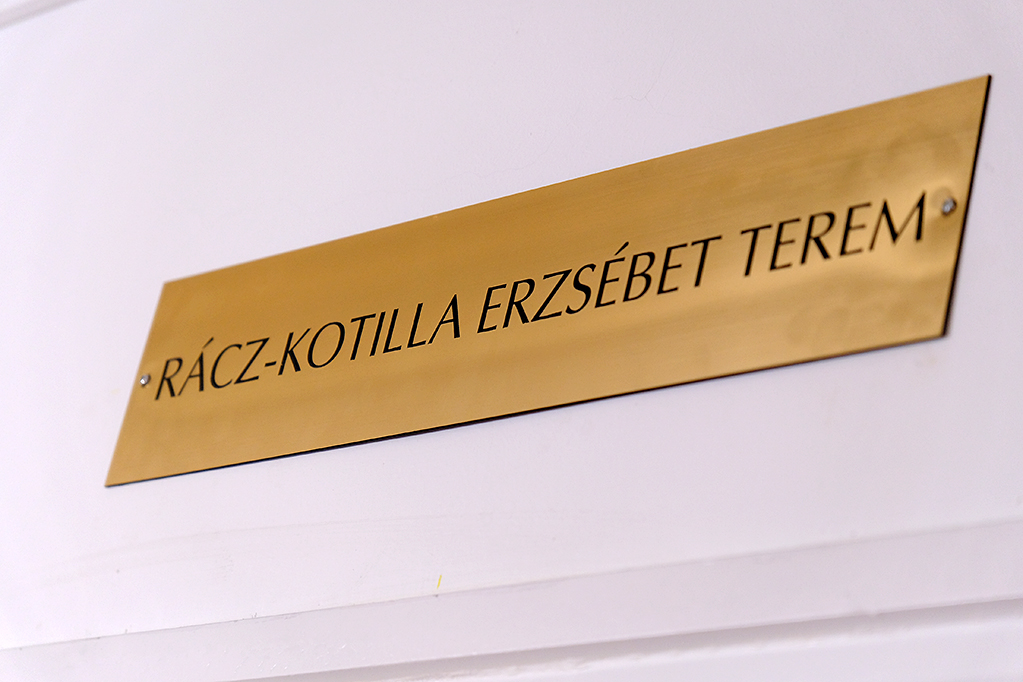 RÁCZ-KOTILLA ERZSÉBET TEREM